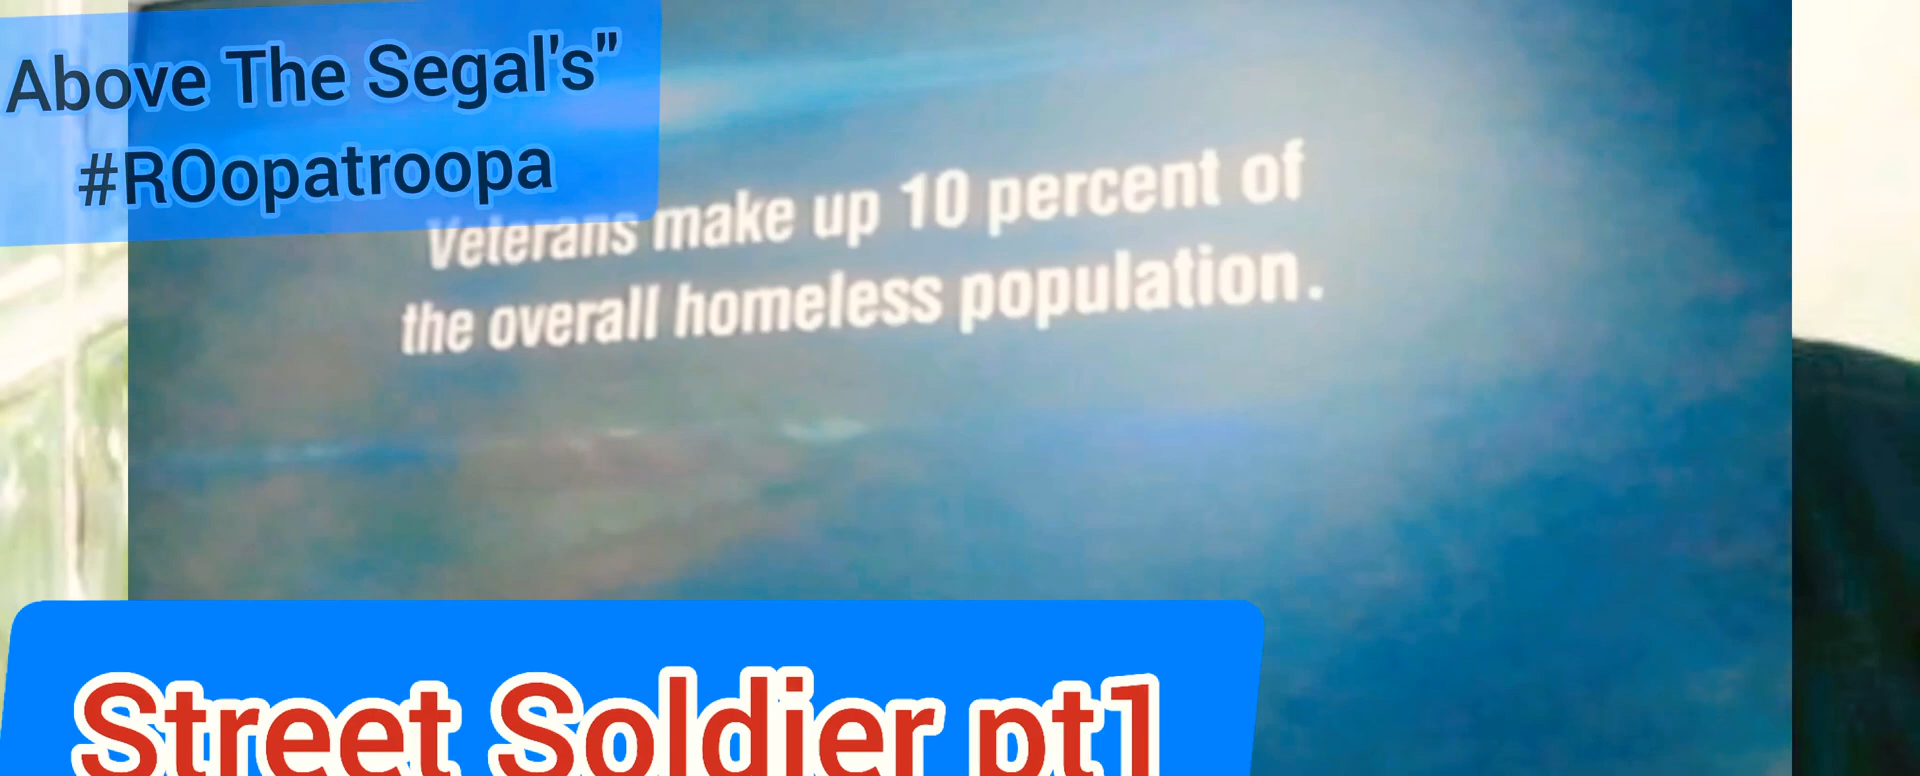 Above The Segal's"
#ROopatroopa
Veterans make up 10 percent of
the overall homeless population.
Street Soldier pt1